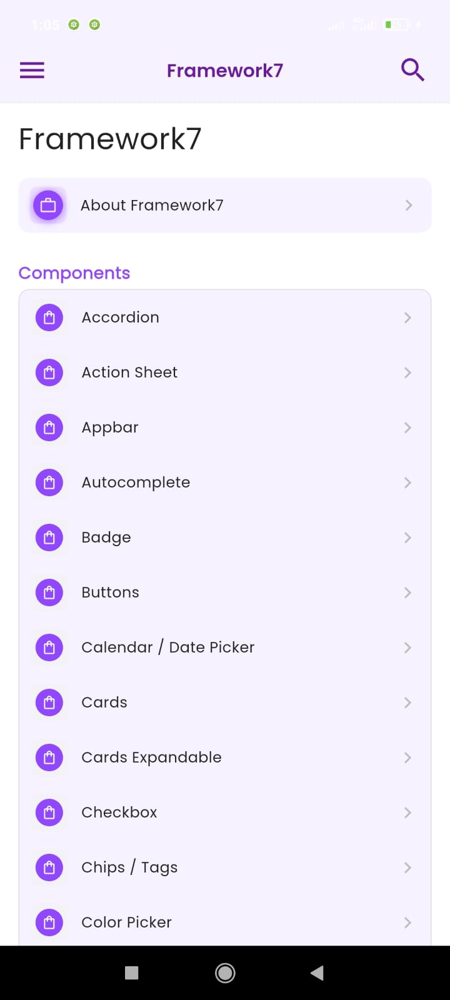 1:05
Framework7
Framework7
About Framework7
Components
Accordion
Action Sheet
Appbar
Autocomplete
Badge
Buttons
Calendar / Date Picker
Cards
Cards Expandable
Checkbox
Chips / Tags
Color Picker